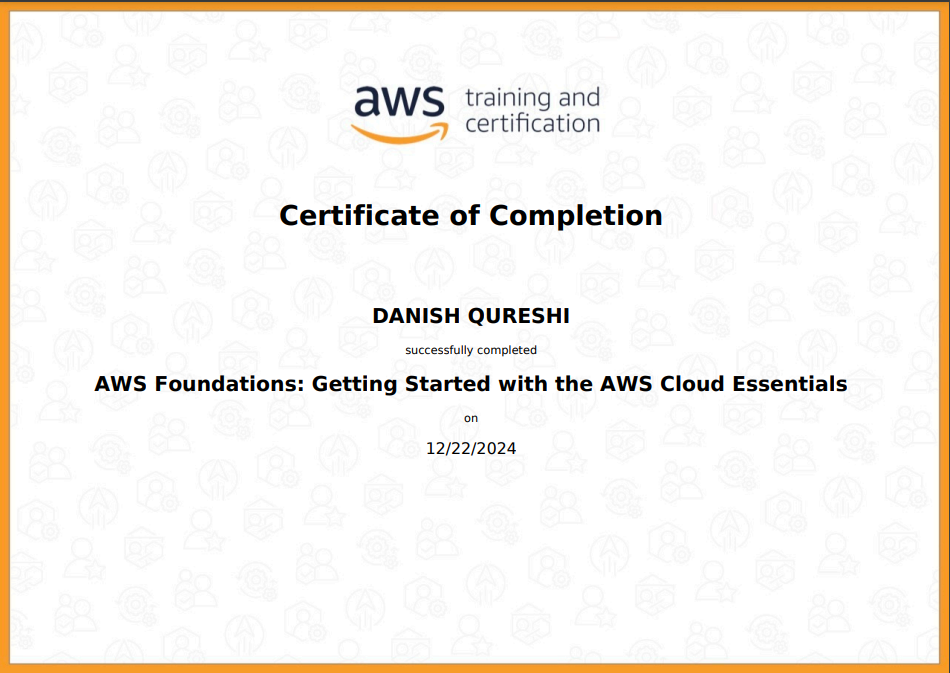 aws training and
certification
Certificate of Completion
DANISH QURESHI
successfully completed
AWS Foundations: Getting Started with the AWS Cloud Essentials
on
12/22/2024